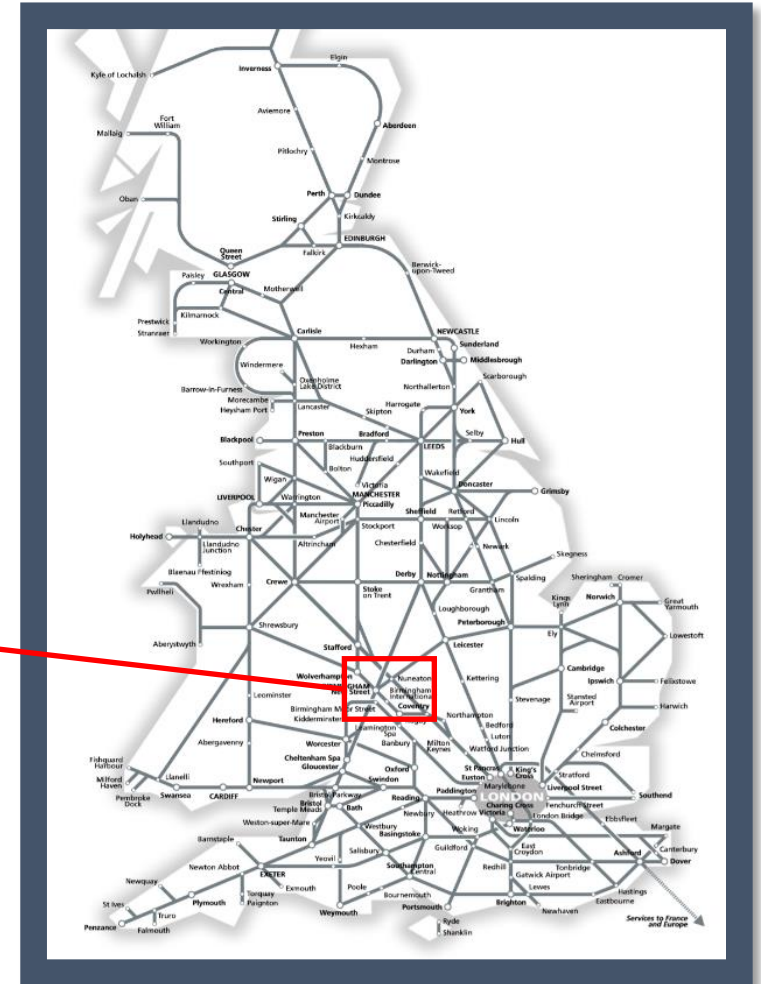 Elgin
Inverness
Kyle of Lochalsh
Aviemore
Fort
William
Mallaig
Aberdeen
Pitlochry
Montrose
Perth
Dundee
Oban
Stirling
Kirkcaldy
EDINBURGH
Queen
Street
Falkirk
Berwick-
upon-Tweed
Paisley
GLASGOW
Central
Motherwell
Prestwick
Kilmarnock
Stranraer
Carlisle
NEWCASTLE
Workington
Hexham
Sunderland
Durham
Darlington
Middlesbrough
Windermere
Scarborough
Oxenholme
Lake District
Barrow-in-Furness
Northallerton
Morecambe
Heysham Port
Lancaster
Harrogate
Skipton
York
Preston
Bradford
Selby
Blackpool
Blackburn
LEEDS
Hull
Huddersfield
Southport
Bolton
Wakefield
Wigan
Victoria
Doncaster
MANCHESTER
LIVERPOOL
Warrington
Piccadilly
Grimsby
Manchester
Airport
Sheffield
Retford
Llandudno
Stockport
Worksop
Lincoln
Holyhead
Chester
Llandudno
Junction
Altrincham
Chesterfield
Newark
Skegness
Blaenau Ffestiniog
Pwllheli
Wrexham
Crewe
Stoke
on Trent
Derby
Nottingham
Grantham
Spalding
Sheringham
Cromer
Kings
Lynn
Norwich
Great
Yarmouth
Loughborough
Shrewsbury
Peterborough
Aberystwyth
Stafford
Leicester
Ely
Lowestoft
Wolverhampton
New Street
Nuneaton
Kettering
Cambridge
Ipswich
Felixstowe
Leominster
Birmingham
International
Birmingham Moor Street
Coventry
Stevenage
Stansted
Airport
Harwich
Kidderminster
Hereford
Northampton
Bedford
Colchester
Leamington
Spa
Luton
Abergavenny
Worcester
Banbury
Milton
Keynes
Watford Junction
Chelmsford
Fishguard
Harbour
Cheltenham Spa
Gloucester
Oxford
St Pancras
King's
Cross
Euston
Stratford
Milford
Haven
Llanelli
Newport
Swindon
Marylebone
Liverpool Street
Pembroke
Dock
Swansea
CARDIFF
Bristol Parkway
Paddington
LONDON
Southend
Bristol
Temple Meads
Bath
Reading
Charing Cross
Fenchurch Street
Newbury
Heathrow
Victoria
London Bridge
Ebbsfleet
Weston-super-Mare
Westbury
Basingstoke
Woking
Waterloo
Margate
Barnstaple
Taunton
Salisbury
Guildford
East
Croydon
Canterbury
Ashford
Dover
Newton Abbot
Yeovil
Southampton
Central
Redhill
Tonbridge
Gatwick Airport
EXETER
Exmouth
Poole
Newquay
Bournemouth
Lewes
Hastings
Eastbourne
Torquay
Paignton
St Ives
Plymouth
Weymouth
Portsmouth
Brighton
Newhaven
Truro
Ryde
Services to France
and Europe
Penzance
Falmouth
Shanklin